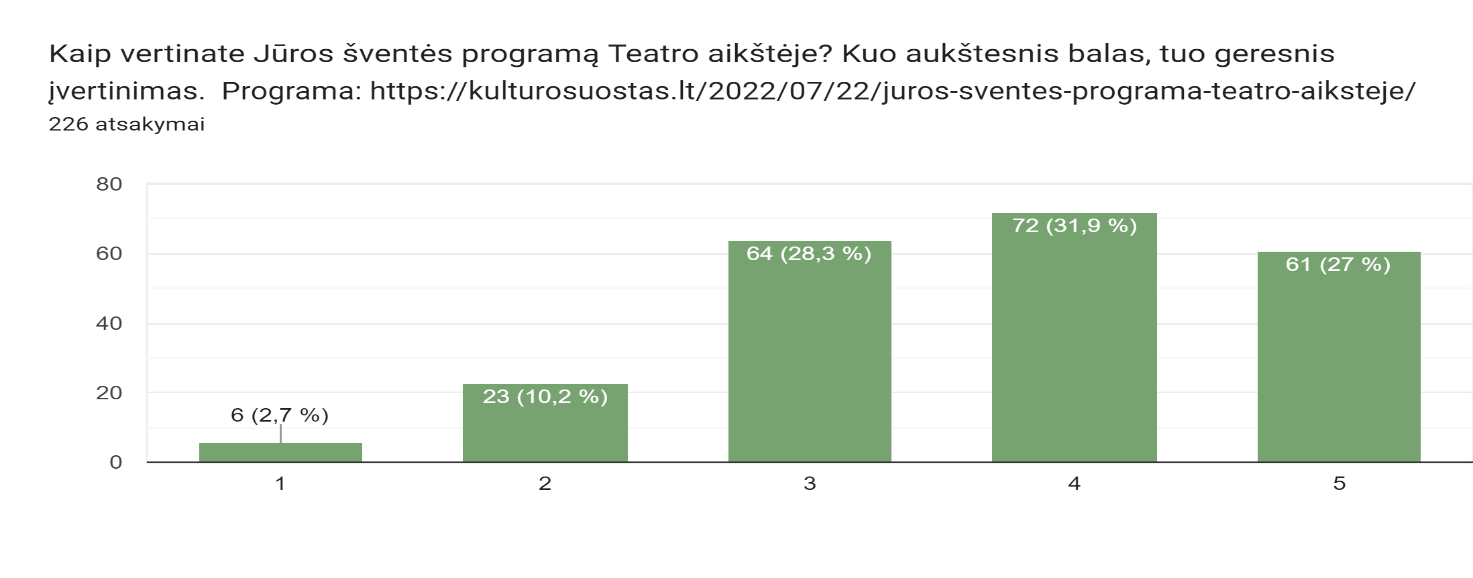 Kaip vertinate Jūros šventės programą Teatro aikštėje? Kuo aukštesnis balas, tuo geresnis
įvertinimas.  Programa: https://kulturosuostas.lt/2022/07/22/juros-sventes-programa-teatro-aiksteje/
226 atsakymai
80
60
40
20
0
6 (2,7 %)
23 (10,2 %)
64 (28,3 %)
72 (31,9 %)
61 (27 %)
1
2
3
4
5